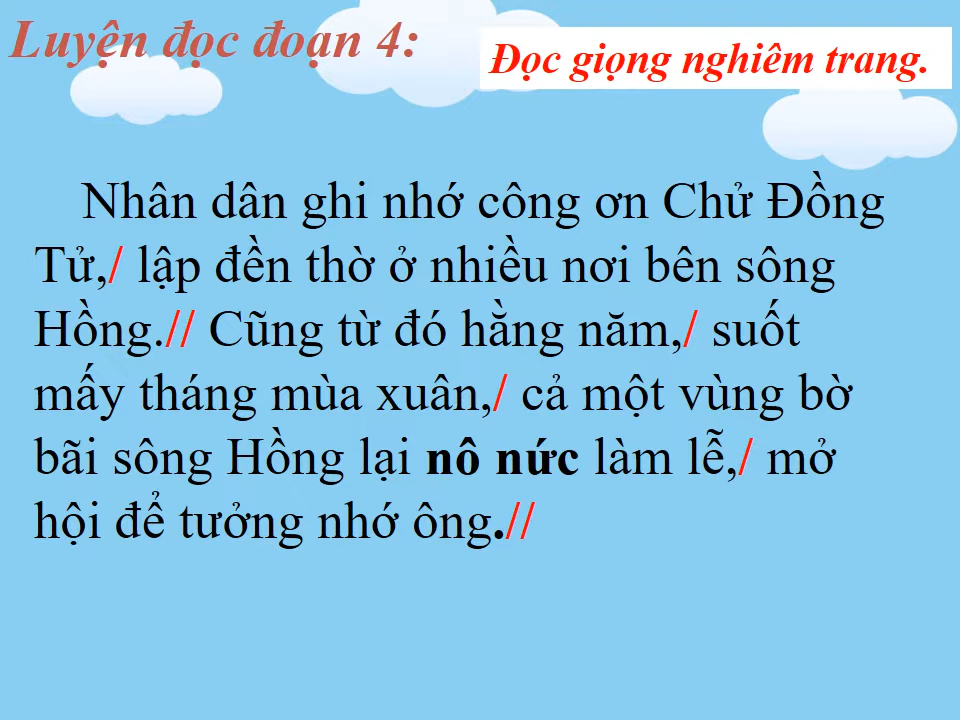 Luyện đọc đoạn 4:
Đọc giọng nghiêm trang.
Nhân dân ghi nhớ công ơn Chử Đồng
Tử,/ lập đền thờ ở nhiều nơi bên sông
Hồng.// Cũng từ đó hằng năm,/ suốt
mấy tháng mùa xuân,/ cả một vùng bờ
bãi sông Hồng lại nô nức làm lễ,/ mở
hội để tưởng nhớ ông.//